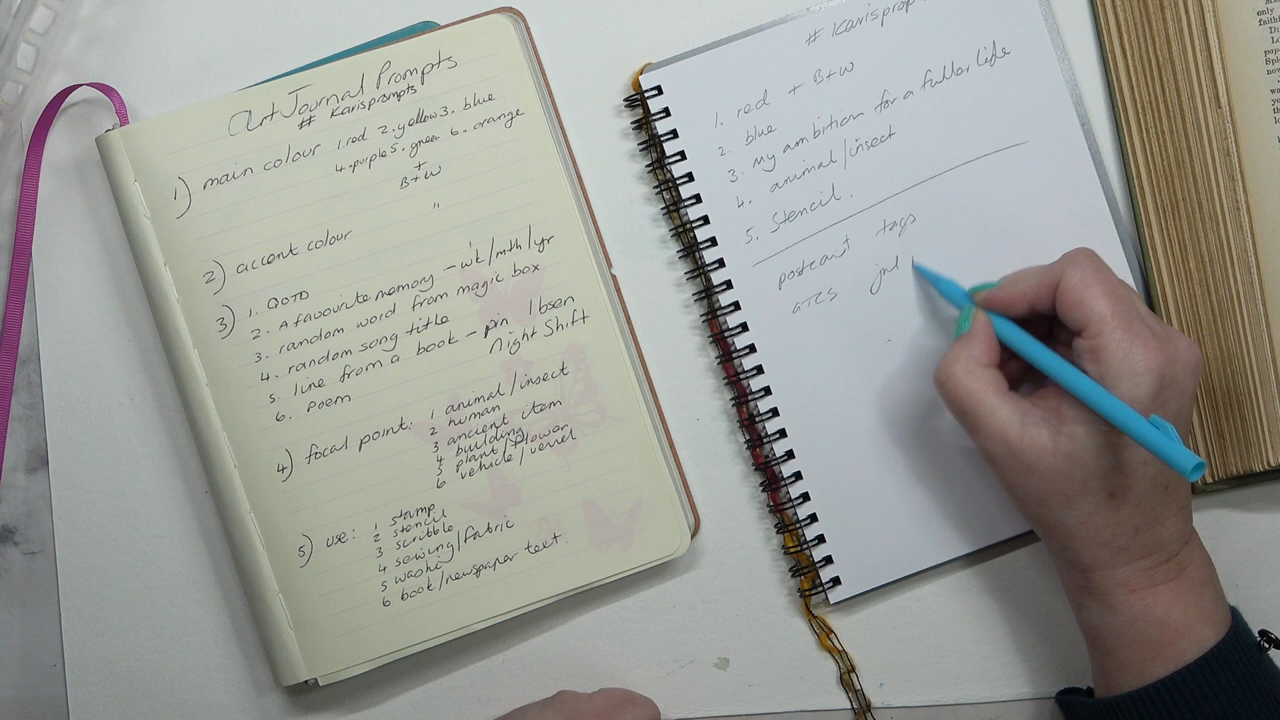 Art Journal Prompts
# Karisprompts
1) main colour 1. red 2. yellow 3. blue
4. purple 5. green 6. orange
+
B+W
2) accent colour "
3) 1. QOTD
2. A favourite memory - wk/mth/yr
3. random word from magic box
4. random song title
5. line from a book - pin Ibsen
6. Poem Night Shift
4) focal point: 1 animal/insect
2 human
3 ancient item
4 building
5 plant/flower
6 vehicle/vessel
5) use: 1 stamp
2 stencil
3 scribble
4 sewing/fabric
5 washi
6 book/newspaper text
# Karisprop
1. red + B+W
2. blue
3. my ambition for a fuller life
4. animal/insect
5. Stencil.
postcard tags
ATCs